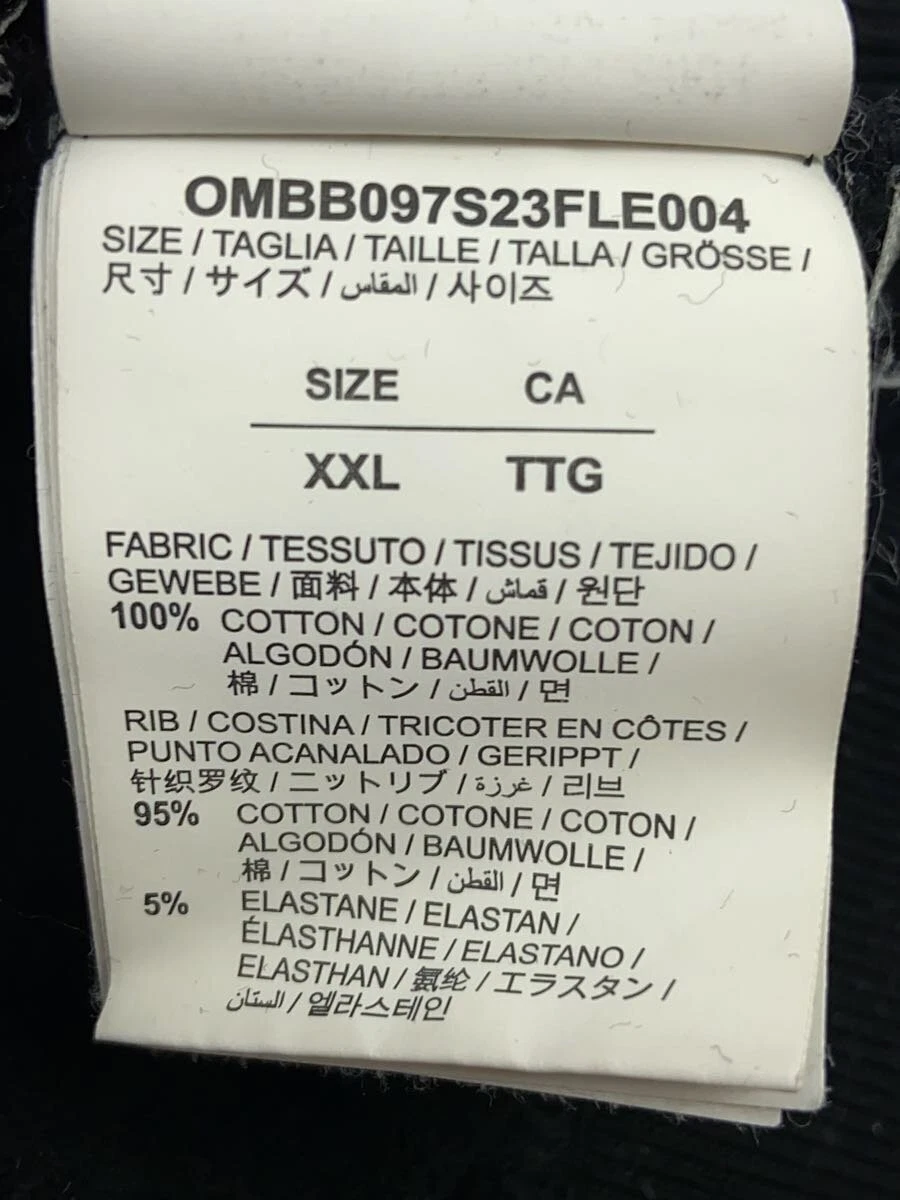 OMBB097S23FLE004
SIZE / TAGLIA / TAILLE / TALLA / GRÖSSE /
尺寸 / サイズ / المقاس / 사이즈
SIZE CA
XXL TTG
FABRIC / TESSUTO / TISSUS / TEJIDO /
GEWEBE / 面料 / 本体 / قماش / 원단
100% COTTON / COTONE / COTON /
ALGODÓN / BAUMWOLLE /
棉 / コットン / القطن / 면
RIB / COSTINA / TRICOTER EN CÔTES /
PUNTO ACANALADO / GERIPPT /
针织罗纹 / ニットリブ / غرزة / 리브
95% COTTON / COTONE / COTON /
ALGODÓN / BAUMWOLLE /
棉 / コットン / القطن / 면
5% ELASTANE / ELASTAN /
ÉLASTHANNE / ELASTANO /
ELASTHAN / 氨纶 / エラスタン /
الستان / 엘라스테인